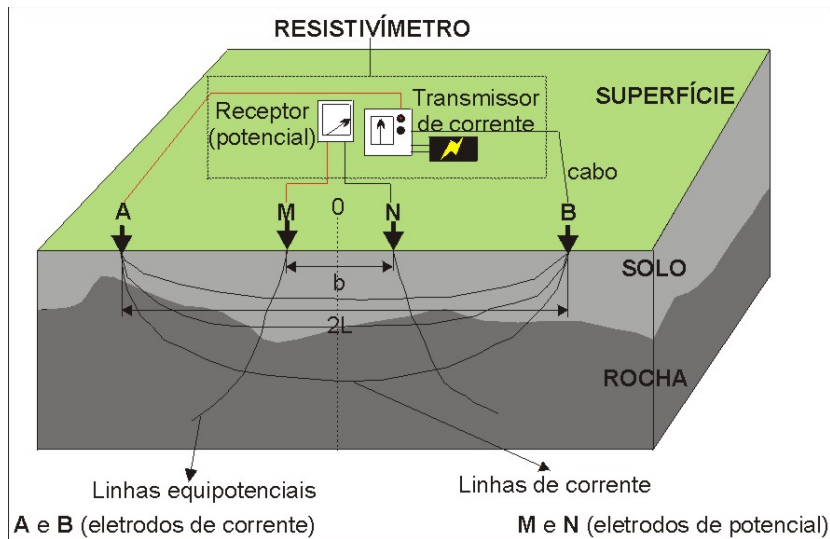 RESISTIVÍMETRO
Receptor
(potencial)
Transmissor
de corrente
SUPERFÍCIE
cabo
A
M
0
N
B
SOLO
b
2L
ROCHA
Linhas equipotenciais
Linhas de corrente
A e B (eletrodos de corrente)
M e N (eletrodos de potencial)